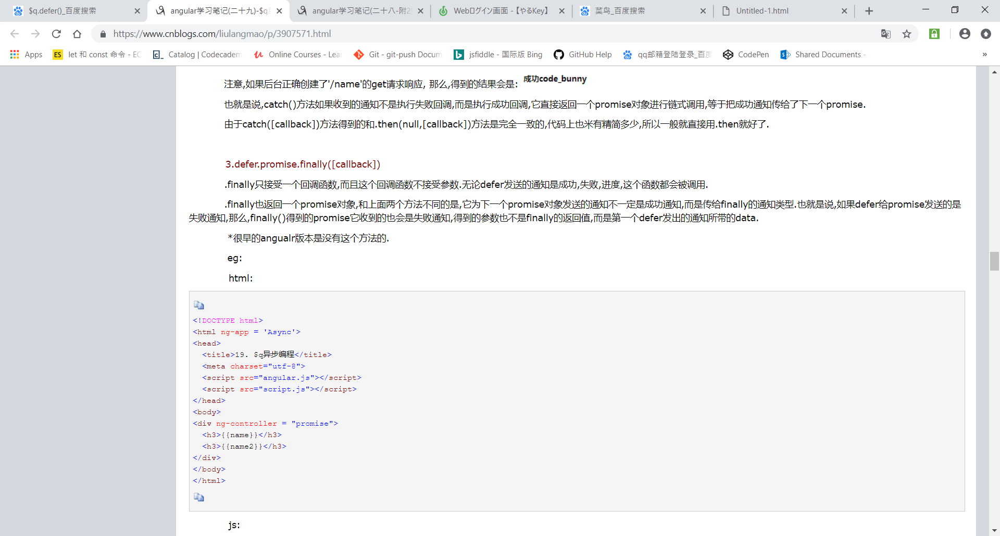 $q.defer()_百度搜索
angular学习笔记(二十九)-$q
angular学习笔记(二十八-附2
Webログイン画面 -【やるKey】
菜鸟_百度搜索
Untitled-1.html
https://www.cnblogs.com/liulangmao/p/3907571.html
Apps
ES
let 和 const 命令 - EC
Catalog | Codecadem
Online Courses - Lear
Git - git-push Docum
jsfiddle - 国际版 Bing
GitHub Help
qq邮箱登陆登录_百度
CodePen
Shared Documents -
»
注意,如果后台正确创建了'/name'的get请求响应, 那么,得到的结果会是: 成功code_bunny
也就是说,catch()方法如果收到的通知不是执行失败回调,而是执行成功回调,它直接返回一个promise对象进行链式调用,等于把成功通知传给了下一个promise.
由于catch([callback])方法得到的和.then(null,[callback])方法是完全一致的,代码上也米有精简多少,所以一般就直接用.then就好了.
3.defer.promise.finally([callback])
.finally只接受一个回调函数,而且这个回调函数不接受参数.无论defer发送的通知是成功,失败,进度,这个函数都会被调用.
.finally也返回一个promise对象,和上面两个方法不同的是,它为下一个promise对象发送的通知不一定是成功通知,而是传给finally的通知类型.也就是说,如果defer给promise发送的是
失败通知,那么,finally()得到的promise它收到的也会是失败通知,得到的参数也不是finally的返回值,而是第一个defer发出的通知所带的data.
*很早的angualr版本是没有这个方法的.
eg:
html:
<!DOCTYPE html>
<html ng-app = 'Async'>
<head>
  <title>19. $q异步编程</title>
  <meta charset="utf-8">
  <script src="angular.js"></script>
  <script src="script.js"></script>
</head>
<body>
<div ng-controller = "promise">
  <h3>{{name}}</h3>
  <h3>{{name2}}</h3>
</div>
</body>
</html>
js: